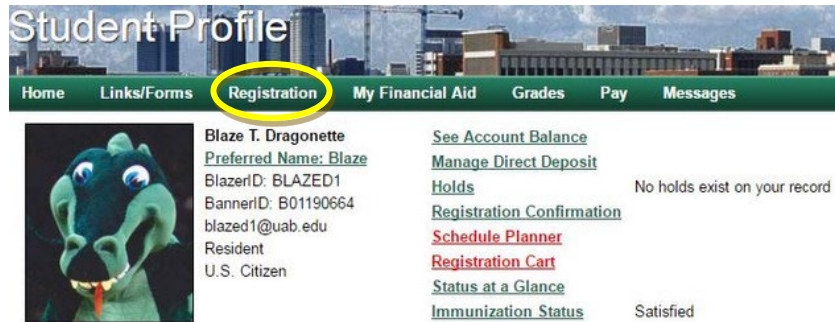 Student Profile
Home Links/Forms Registration My Financial Aid Grades Pay Messages
Blaze T. Dragonette
Preferred Name: Blaze
BlazerID: BLAZED1
BannerID: B01190664
blazed1@uab.edu
Resident
U.S. Citizen
See Account Balance
Manage Direct Deposit
Holds No holds exist on your record
Registration Confirmation
Schedule Planner
Registration Cart
Status at a Glance
Immunization Status Satisfied